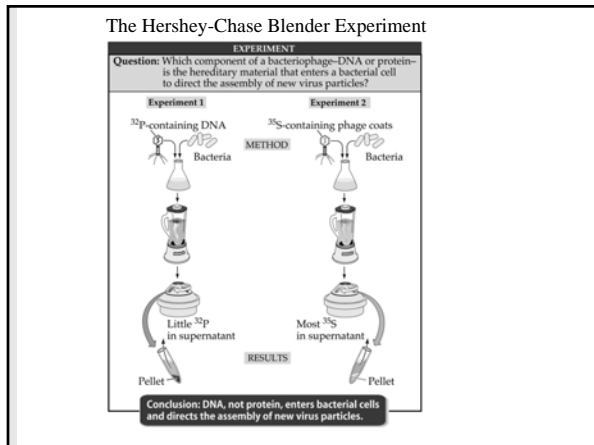 The Hershey-Chase Blender Experiment
EXPERIMENT
Question: Which component of a bacteriophage–DNA or protein–
is the hereditary material that enters a bacterial cell
to direct the assembly of new virus particles?
Experiment 1
Experiment 2
³²P-containing DNA
³⁵S-containing phage coats
METHOD
Bacteria
Bacteria
Little ³²P
in supernatant
Most ³⁵S
in supernatant
RESULTS
Pellet
Pellet
Conclusion: DNA, not protein, enters bacterial cells
and directs the assembly of new virus particles.